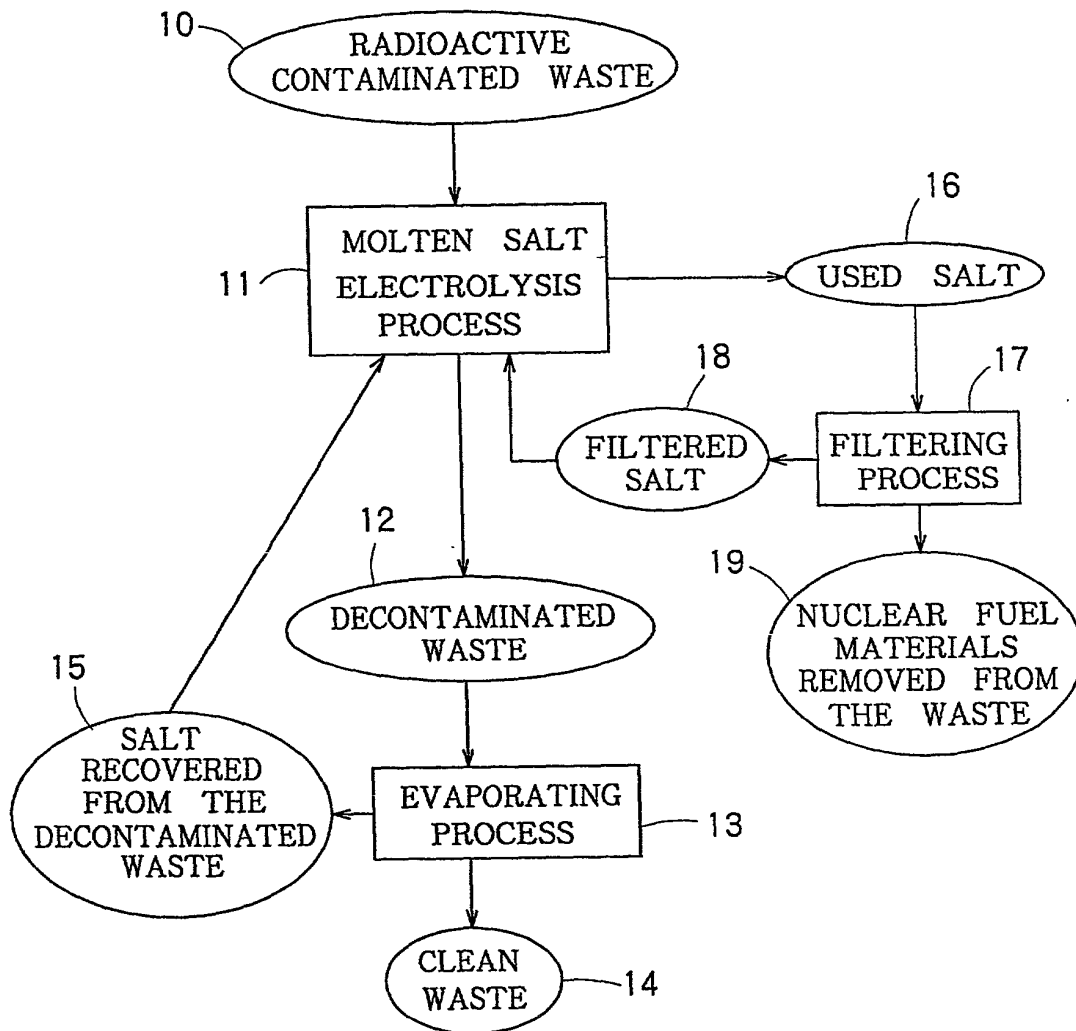 10
RADIOACTIVE
CONTAMINATED WASTE
11
MOLTEN SALT
ELECTROLYSIS
PROCESS
16
USED SALT
17
FILTERING
PROCESS
18
FILTERED
SALT
19
NUCLEAR FUEL
MATERIALS
REMOVED FROM
THE WASTE
12
DECONTAMINATED
WASTE
15
SALT
RECOVERED
FROM THE
DECONTAMINATED
WASTE
EVAPORATING
PROCESS
13
CLEAN
WASTE
14